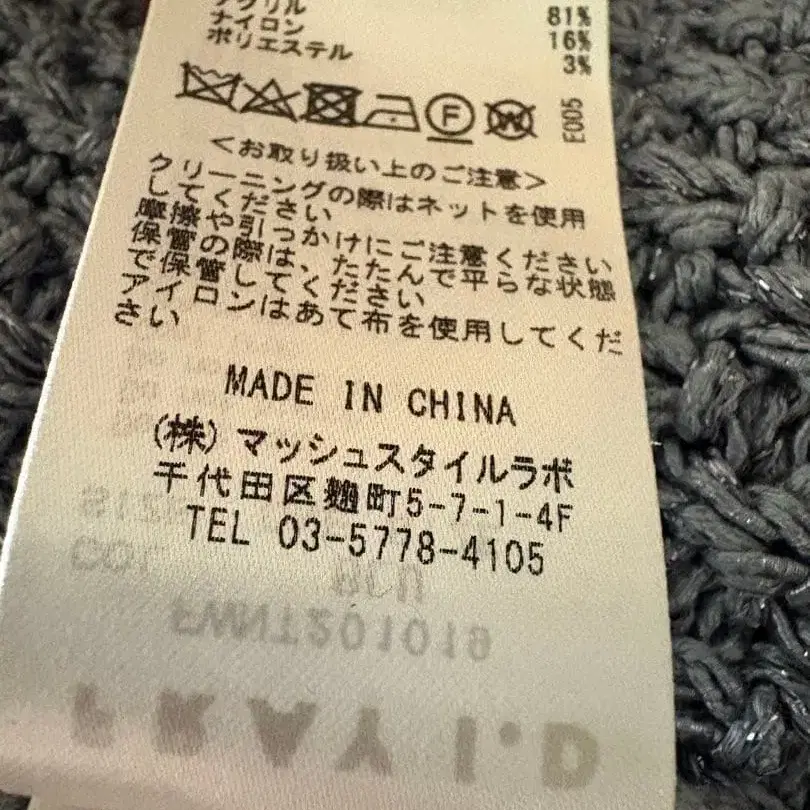 アクリル 81%
ナイロン 16%
ポリエステル 3%
F W E005
<お取り扱い上のご注意>
クリーニングの際はネットを使用
してください
摩擦や引っかけにご注意ください
保管の際は、たたんで平らな状態
で保管してください
アイロンはあて布を使用してくだ
さい
MADE IN CHINA
(株) マッシュスタイルラボ
千代田区麹町5-7-1-4F
TEL 03-5778-4105
FWNT201019
FRAY I.D